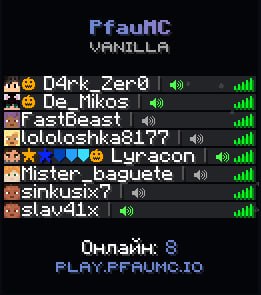 PfauMC
VANILLA
D4rk_Zer0
De_Mikos
FastBeast
lololoshka8177
Lyracon
Mister_baguete
sinkusix7
slav41x
Онлайн: 8
PLAY.PFAUMC.IO